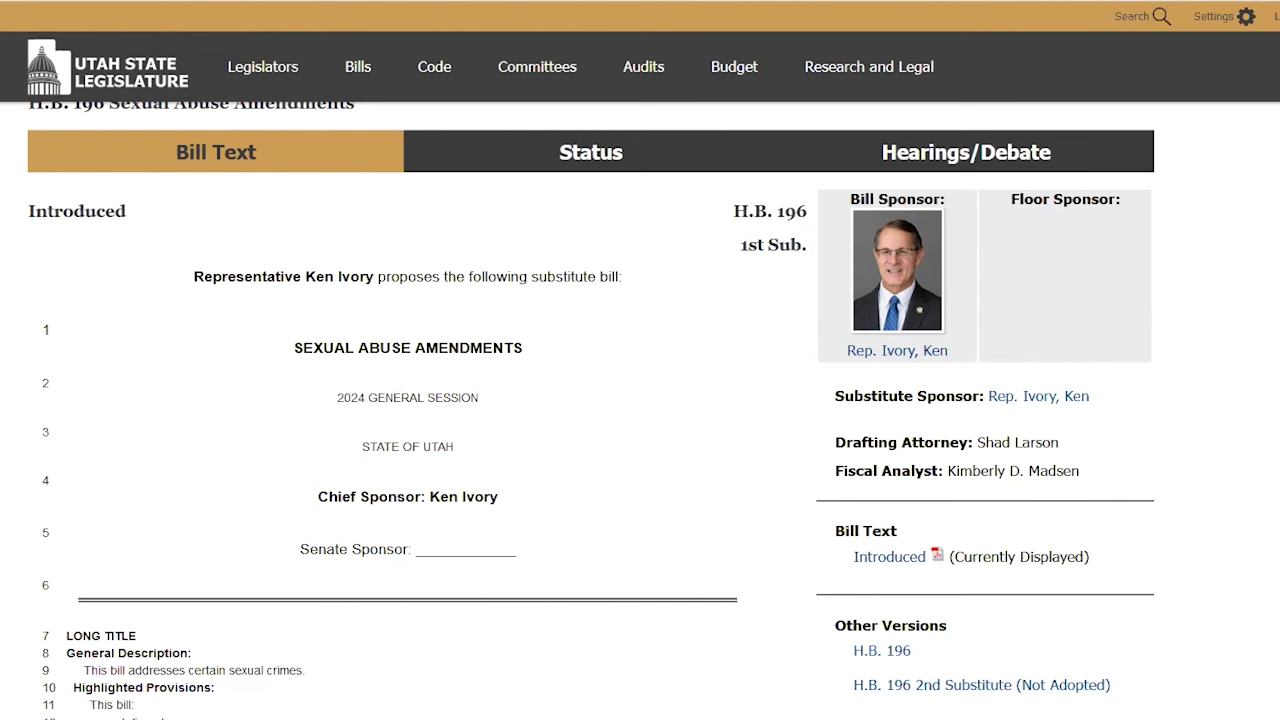 Search
Settings
UTAH STATE
LEGISLATURE
Legislators
Bills
Code
Committees
Audits
Budget
Research and Legal
H.B. 196 Sexual Abuse Amendments
Bill Text
Status
Hearings/Debate
Introduced
H.B. 196
1st Sub.
Representative Ken Ivory proposes the following substitute bill:
1
SEXUAL ABUSE AMENDMENTS
2
2024 GENERAL SESSION
3
STATE OF UTAH
4
Chief Sponsor: Ken Ivory
5
Senate Sponsor: ____________
6
7 LONG TITLE
8 General Description:
9 This bill addresses certain sexual crimes.
10 Highlighted Provisions:
11 This bill:
Bill Sponsor:
Rep. Ivory, Ken
Floor Sponsor:
Substitute Sponsor: Rep. Ivory, Ken
Drafting Attorney: Shad Larson
Fiscal Analyst: Kimberly D. Madsen
Bill Text
Introduced (Currently Displayed)
Other Versions
H.B. 196
H.B. 196 2nd Substitute (Not Adopted)